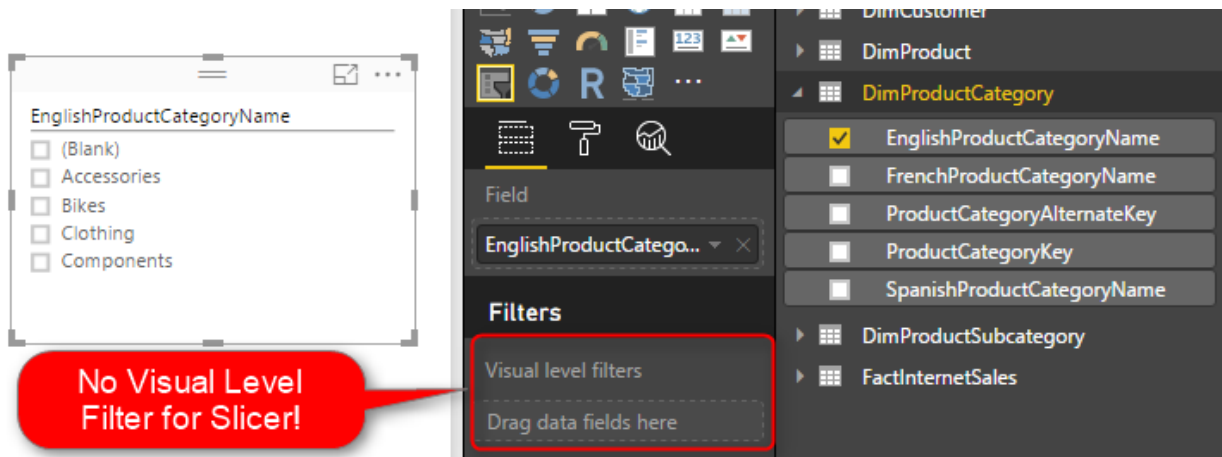 EnglishProductCategoryName
(Blank)
Accessories
Bikes
Clothing
Components
No Visual Level
Filter for Slicer!
123
R
Field
EnglishProductCatego...
Filters
Visual level filters
Drag data fields here
DimCustomer
DimProduct
DimProductCategory
EnglishProductCategoryName
FrenchProductCategoryName
ProductCategoryAlternateKey
ProductCategoryKey
SpanishProductCategoryName
DimProductSubcategory
FactInternetSales